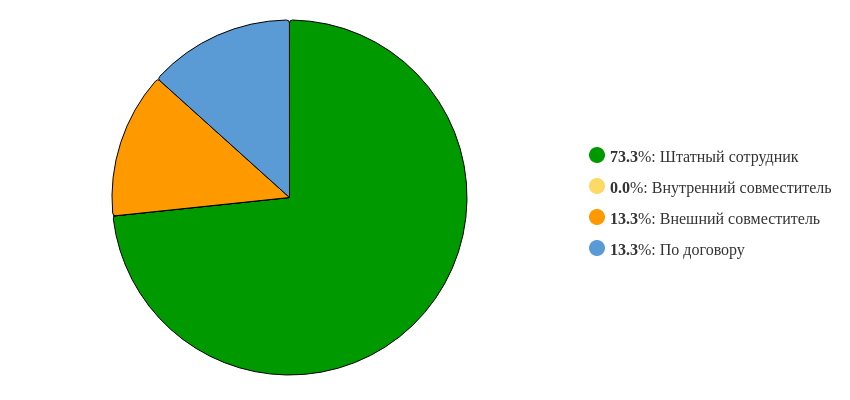 73.3%: Штатный сотрудник
0.0%: Внутренний совместитель
13.3%: Внешний совместитель
13.3%: По договору